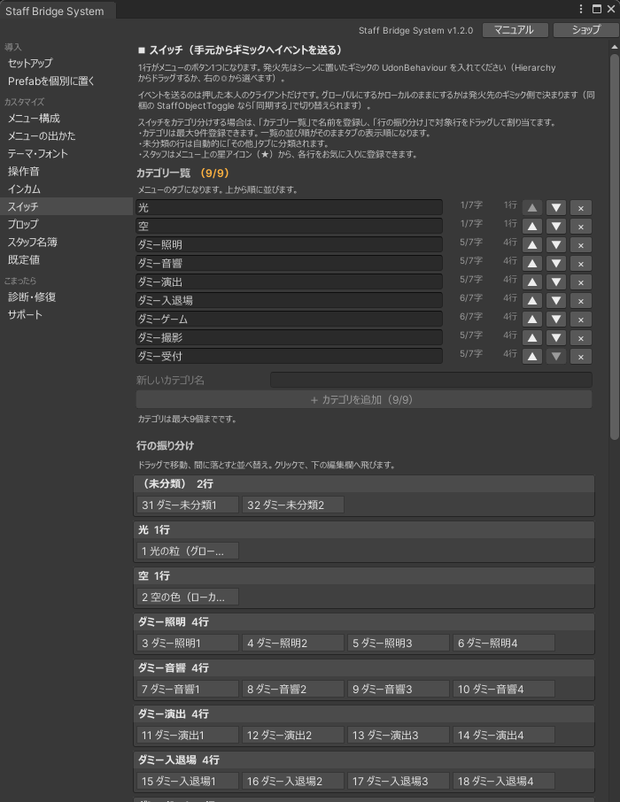 Staff Bridge System
Staff Bridge System v1.2.0
マニュアル
ショップ
導入
セットアップ
Prefabを個別に置く
カスタマイズ
メニュー構成
メニューの出かた
テーマ・フォント
操作音
インカム
スイッチ
プロップ
スタッフ名簿
既定値
こまったら
診断・修復
サポート
■ スイッチ（手元からギミックへイベントを送る）
1行がメニューのボタン1つになります。発火先はシーンに置いたギミックの UdonBehaviour を入れてください（Hierarchy
からドラッグするか、右の⊙から選べます）。
イベントを送るのは押した本人のクライアントだけです。グローバルにするかローカルのままにするかは発火先のギミック側で決まります（同
梱の StaffObjectToggle なら「同期する」で切り替えられます）。
スイッチをカテゴリ分けする場合は、「カテゴリ一覧」で名前を登録し、「行の振り分け」で対象行をドラッグして割り当てます。
・カテゴリは最大9件登録できます。一覧の並び順がそのままタブの表示順になります。
・未分類の行は自動的に「その他」タブに分類されます。
・スタッフはメニュー上の星アイコン（★）から、各行をお気に入りに登録できます。
カテゴリ一覧 （9/9）
メニューのタブになります。上から順に並びます。
光 1/7字 1行 ▲ ▼ ×
空 1/7字 1行 ▲ ▼ ×
ダミー照明 5/7字 4行 ▲ ▼ ×
ダミー音響 5/7字 4行 ▲ ▼ ×
ダミー演出 5/7字 4行 ▲ ▼ ×
ダミー入退場 6/7字 4行 ▲ ▼ ×
ダミーゲーム 6/7字 4行 ▲ ▼ ×
ダミー撮影 5/7字 4行 ▲ ▼ ×
ダミー受付 5/7字 4行 ▲ ▼ ×
新しいカテゴリ名
＋ カテゴリを追加（9/9）
カテゴリは最大9個までです。
行の振り分け
ドラッグで移動、間に落とすと並べ替え。クリックで、下の編集欄へ飛びます。
（未分類） 2行
31 ダミー未分類1 32 ダミー未分類2
光 1行
1 光の粒（グロー...
空 1行
2 空の色（ローカ...
ダミー照明 4行
3 ダミー照明1 4 ダミー照明2 5 ダミー照明3 6 ダミー照明4
ダミー音響 4行
7 ダミー音響1 8 ダミー音響2 9 ダミー音響3 10 ダミー音響4
ダミー演出 4行
11 ダミー演出1 12 ダミー演出2 13 ダミー演出3 14 ダミー演出4
ダミー入退場 4行
15 ダミー入退場1 16 ダミー入退場2 17 ダミー入退場3 18 ダミー入退場4